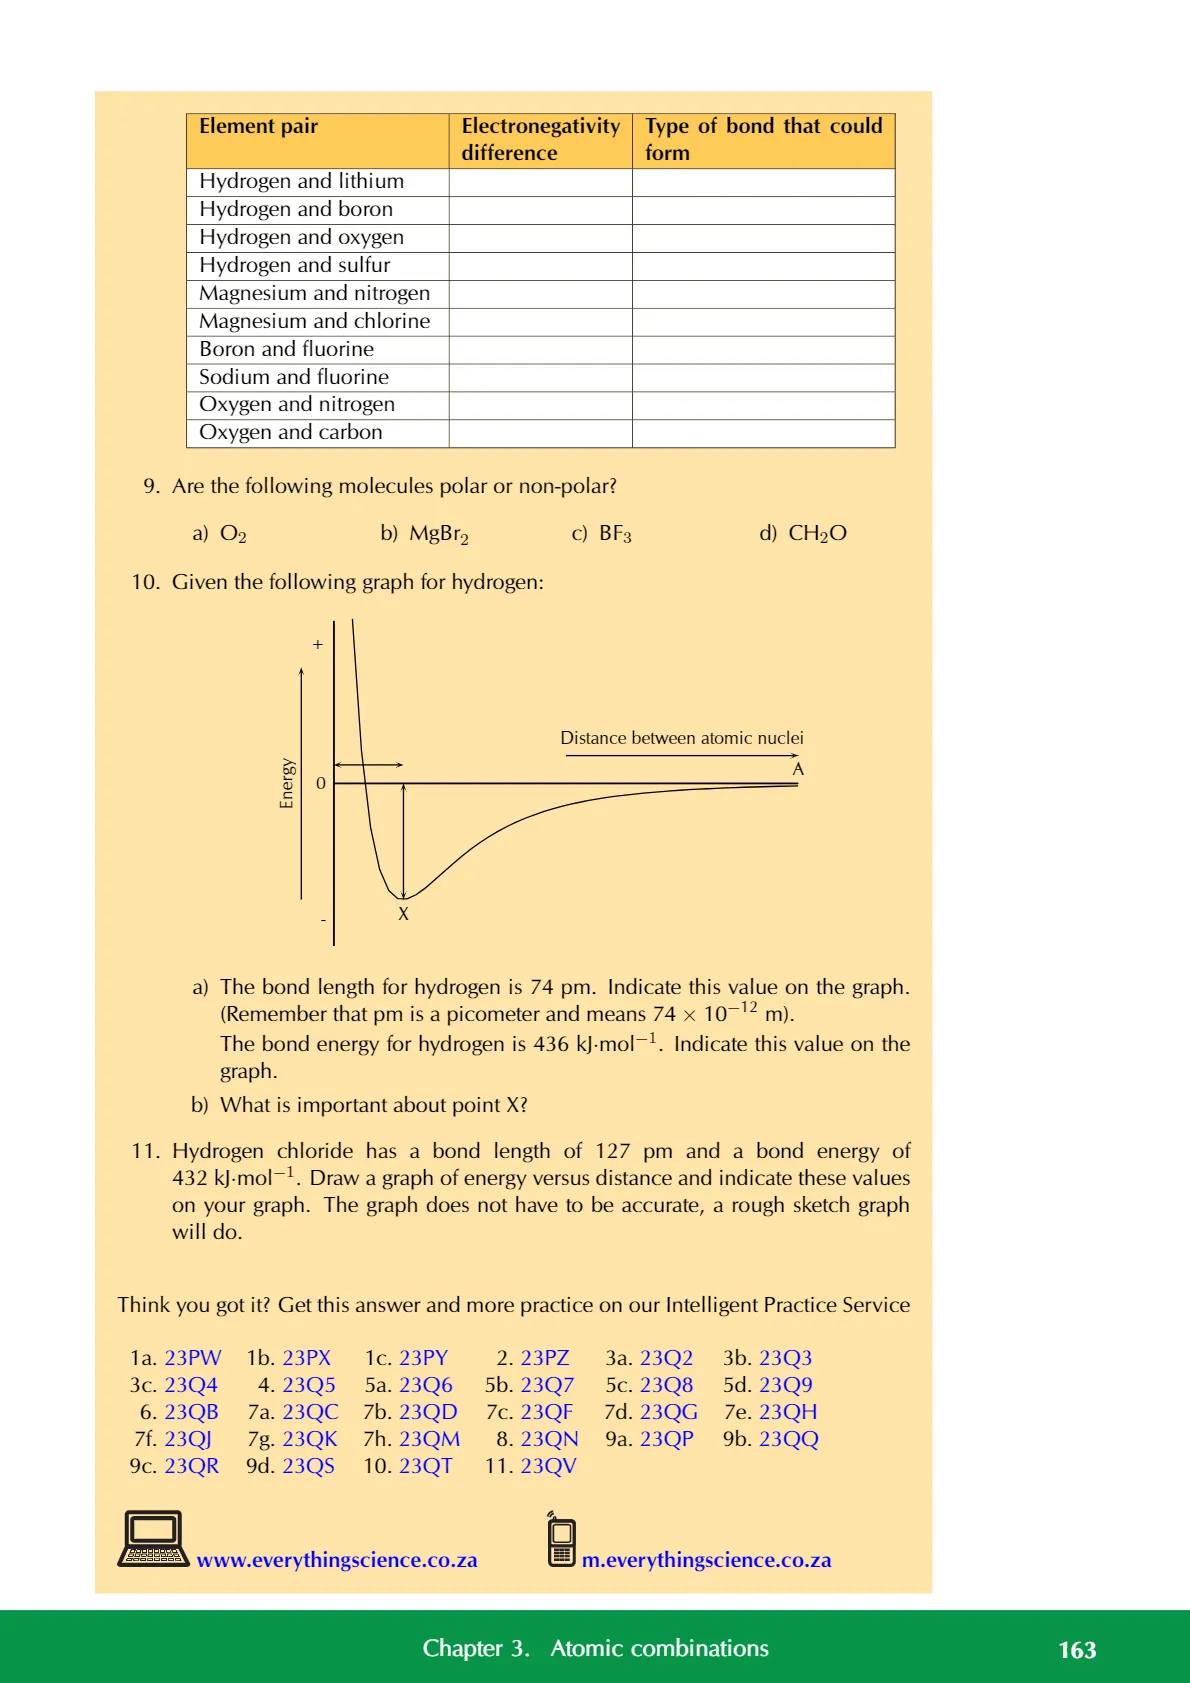 Element pair Electronegativity difference Type of bond that could form
Hydrogen and lithium
Hydrogen and boron
Hydrogen and oxygen
Hydrogen and sulfur
Magnesium and nitrogen
Magnesium and chlorine
Boron and fluorine
Sodium and fluorine
Oxygen and nitrogen
Oxygen and carbon
9. Are the following molecules polar or non-polar?
a) O₂ b) MgBr₂ c) BF₃ d) CH₂O
10. Given the following graph for hydrogen:
+
Distance between atomic nuclei
A
Energy
0
X
-
a) The bond length for hydrogen is 74 pm. Indicate this value on the graph.
(Remember that pm is a picometer and means 74 × 10⁻¹² m).
The bond energy for hydrogen is 436 kJ·mol⁻¹. Indicate this value on the
graph.
b) What is important about point X?
11. Hydrogen chloride has a bond length of 127 pm and a bond energy of
432 kJ·mol⁻¹. Draw a graph of energy versus distance and indicate these values
on your graph. The graph does not have to be accurate, a rough sketch graph
will do.
Think you got it? Get this answer and more practice on our Intelligent Practice Service
1a. 23PW 1b. 23PX 1c. 23PY 2. 23PZ 3a. 23Q2 3b. 23Q3
3c. 23Q4 4. 23Q5 5a. 23Q6 5b. 23Q7 5c. 23Q8 5d. 23Q9
6. 23QB 7a. 23QC 7b. 23QD 7c. 23QF 7d. 23QG 7e. 23QH
7f. 23QJ 7g. 23QK 7h. 23QM 8. 23QN 9a. 23QP 9b. 23QQ
9c. 23QR 9d. 23QS 10. 23QT 11. 23QV
www.everythingscience.co.za m.everythingscience.co.za
Chapter 3. Atomic combinations 163